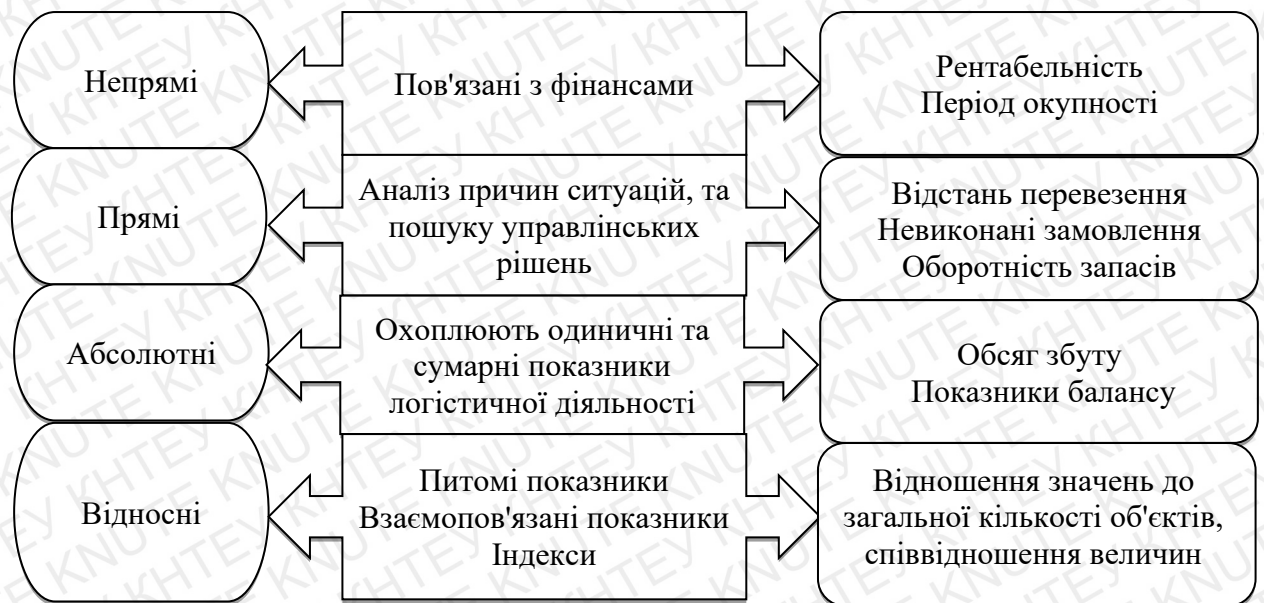 Непрямі
Пов'язані з фінансами
Рентабельність
Період окупності
Прямі
Аналіз причин ситуацій, та
пошуку управлінських
рішень
Відстань перевезення
Невиконані замовлення
Оборотність запасів
Абсолютні
Охоплюють одиничні та
сумарні показники
логістичної діяльності
Обсяг збуту
Показники балансу
Відносні
Питомі показники
Взаємопов'язані показники
Індекси
Відношення значень до
загальної кількості об'єктів,
співвідношення величин